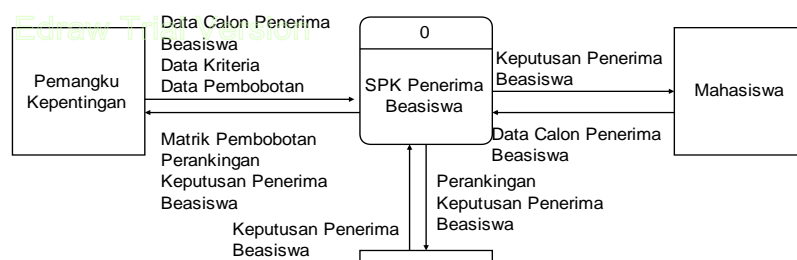 Edraw Trial Version
Data Calon Penerima
Beasiswa
Data Kriteria
Data Pembobotan
Pemangku
Kepentingan
Matrik Pembobotan
Perankingan
Keputusan Penerima
Beasiswa
0
SPK Penerima
Beasiswa
Keputusan Penerima
Beasiswa
Data Calon Penerima
Beasiswa
Mahasiswa
Perankingan
Keputusan Penerima
Beasiswa
Keputusan Penerima
Beasiswa